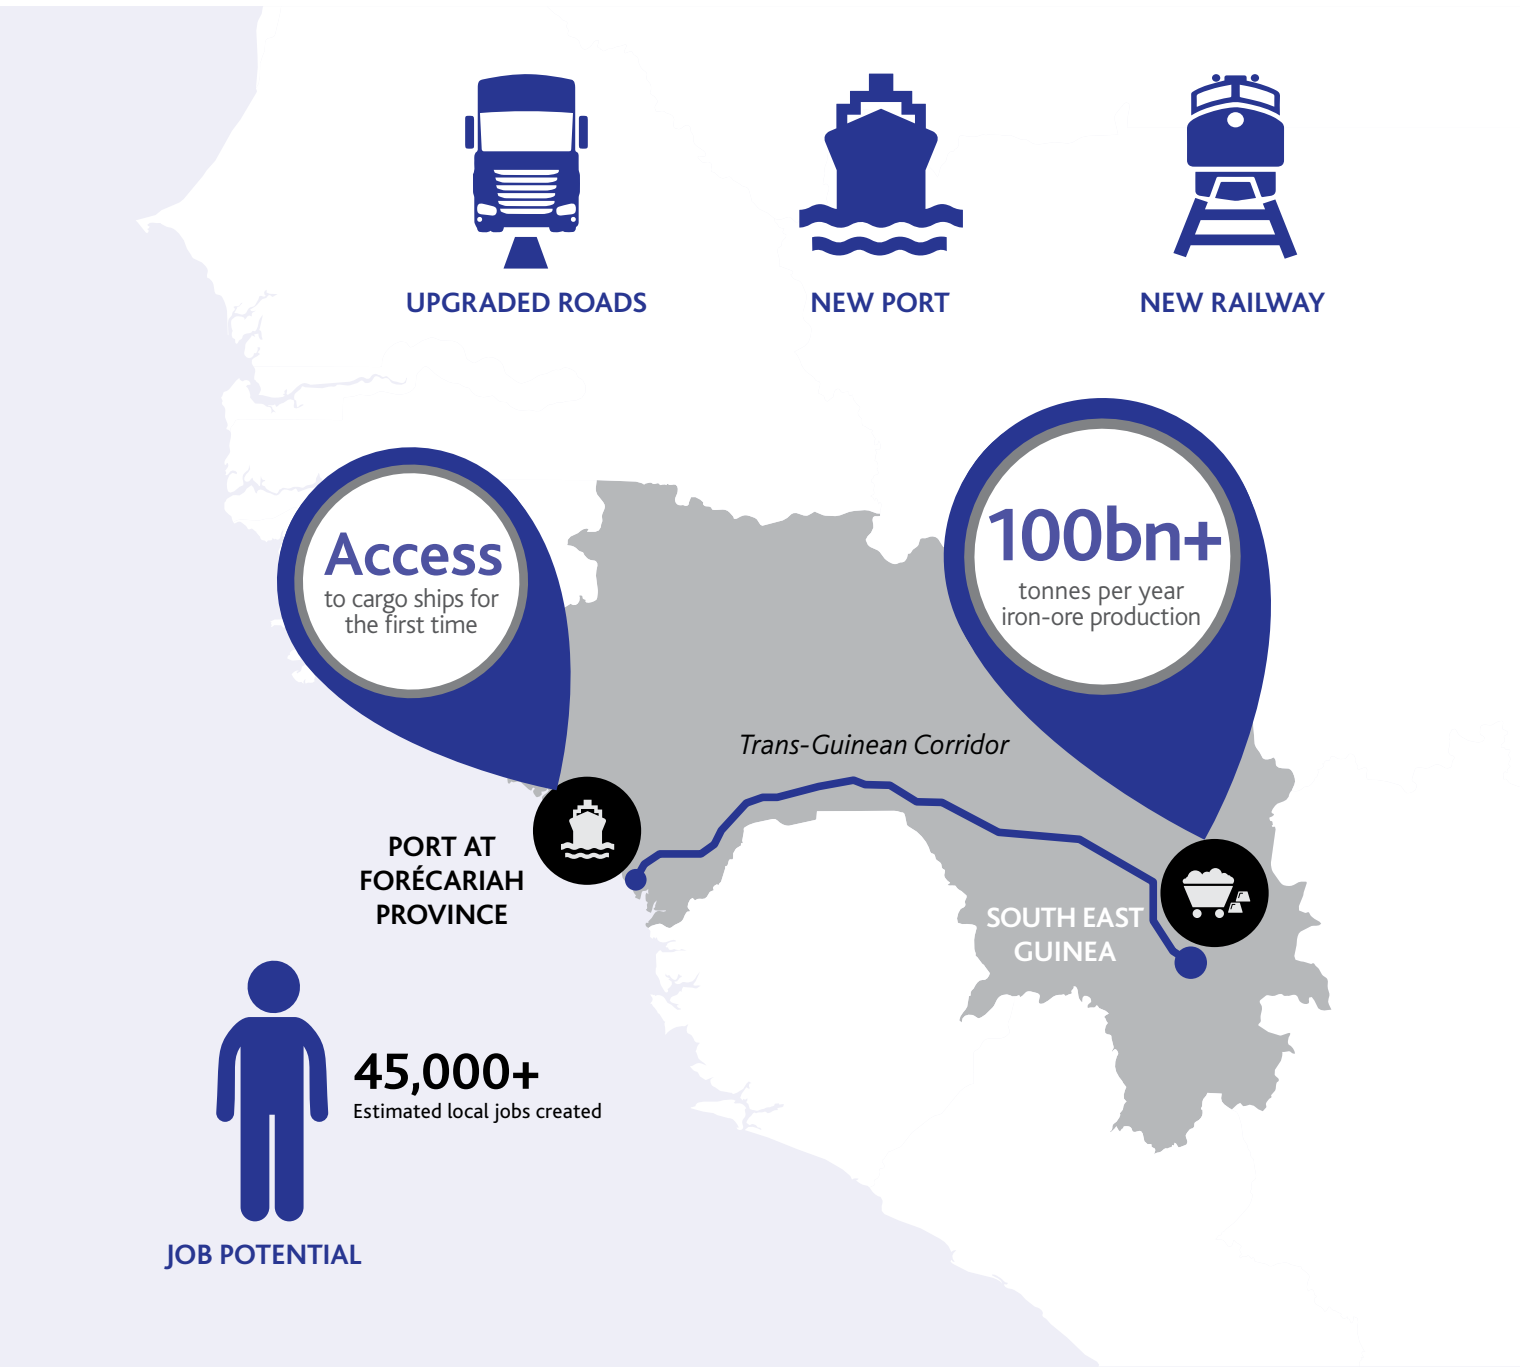 UPGRADED ROADS
NEW PORT
NEW RAILWAY
Access
to cargo ships for
the first time
100bn+
tonnes per year
iron-ore production
Trans-Guinean Corridor
PORT AT
FORÉCARIAH
PROVINCE
SOUTH EAST
GUINEA
45,000+
Estimated local jobs created
JOB POTENTIAL